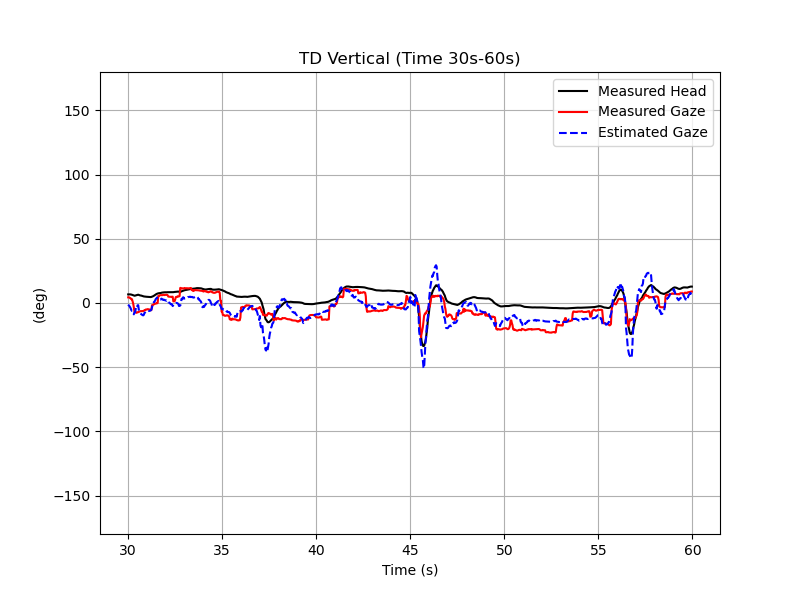 TD Vertical (Time 30s-60s)
Measured Head
Measured Gaze
Estimated Gaze
150
100
50
0
−50
−100
−150
(deg)
30 35 40 45 50 55 60
Time (s)